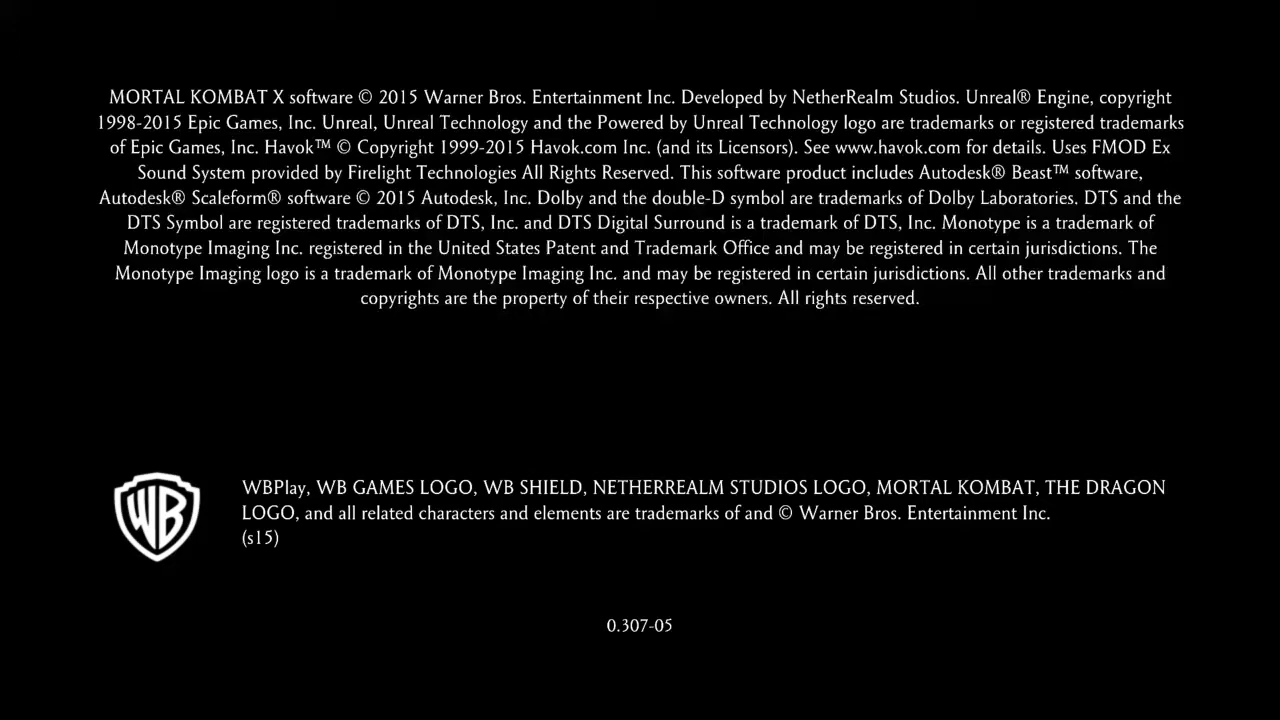 MORTAL KOMBAT X software © 2015 Warner Bros. Entertainment Inc. Developed by NetherRealm Studios. Unreal® Engine, copyright
1998-2015 Epic Games, Inc. Unreal, Unreal Technology and the Powered by Unreal Technology logo are trademarks or registered trademarks
of Epic Games, Inc. Havok™ © Copyright 1999-2015 Havok.com Inc. (and its Licensors). See www.havok.com for details. Uses FMOD Ex
Sound System provided by Firelight Technologies All Rights Reserved. This software product includes Autodesk® Beast™ software,
Autodesk® Scaleform® software © 2015 Autodesk, Inc. Dolby and the double-D symbol are trademarks of Dolby Laboratories. DTS and the
DTS Symbol are registered trademarks of DTS, Inc. and DTS Digital Surround is a trademark of DTS, Inc. Monotype is a trademark of
Monotype Imaging Inc. registered in the United States Patent and Trademark Office and may be registered in certain jurisdictions. The
Monotype Imaging logo is a trademark of Monotype Imaging Inc. and may be registered in certain jurisdictions. All other trademarks and
copyrights are the property of their respective owners. All rights reserved.
WB
WBPlay, WB GAMES LOGO, WB SHIELD, NETHERREALM STUDIOS LOGO, MORTAL KOMBAT, THE DRAGON
LOGO, and all related characters and elements are trademarks of and © Warner Bros. Entertainment Inc.
(s15)
0.307-05